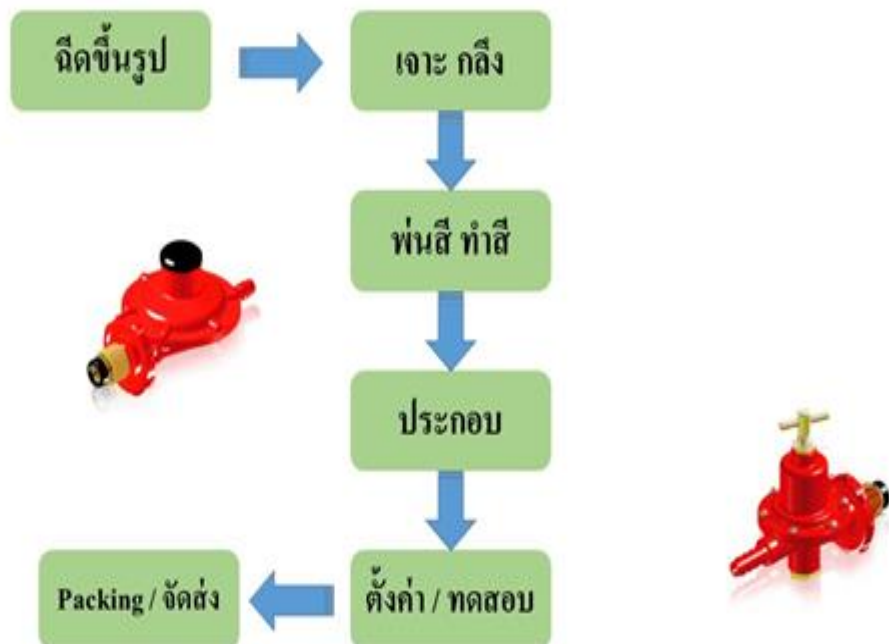 ฉีดขึ้นรูป
เจาะ กลึง
พ่นสี ทำสี
ประกอบ
ตั้งค่า / ทดสอบ
Packing / จัดส่ง